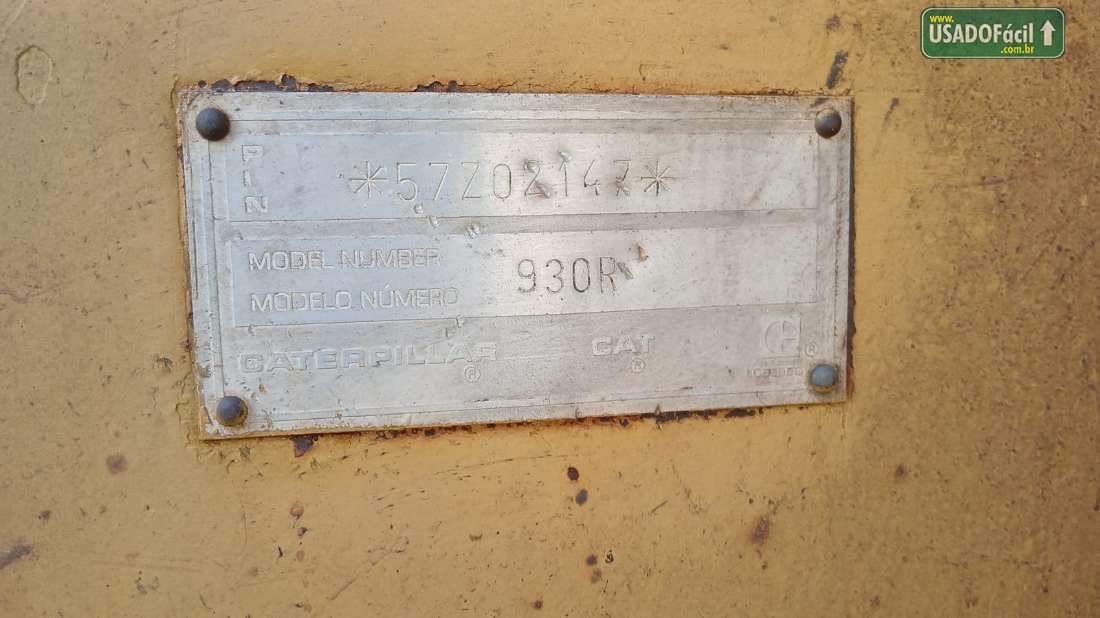 www.
USADOFácil
.com.br
PIN
*57Z02147*
MODEL NUMBER
MODELO NÚMERO
930R
CATERPILLAR®
CAT®
®